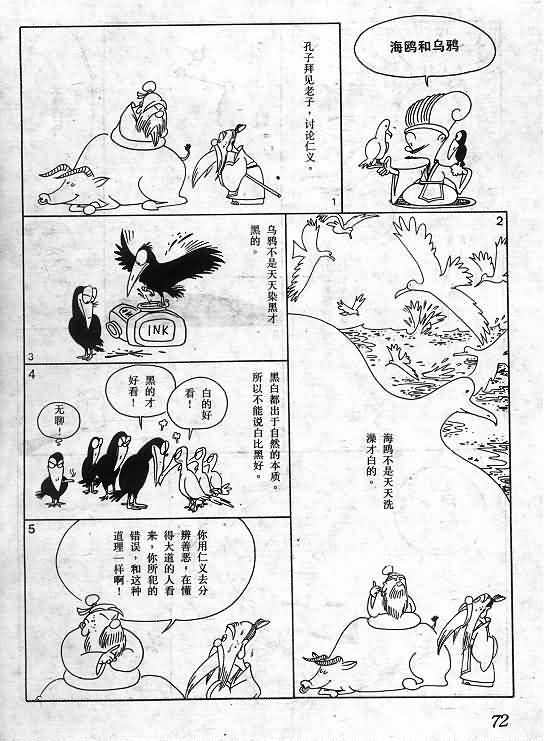 海鸥和乌鸦
孔子拜见老子，讨论仁义。
1
2
海鸥不是天天洗
澡才白的。
乌鸦不是天天染黑才
黑的。
INK
3
4
黑白都出于自然的本质。
所以不能说白比黑好。
白的好
看！
黑的才
好看！
无聊！
5
你用仁义去分
辨善恶，在懂
得大道的人看
来，你所犯的
错误，和这种
道理一样啊！
72